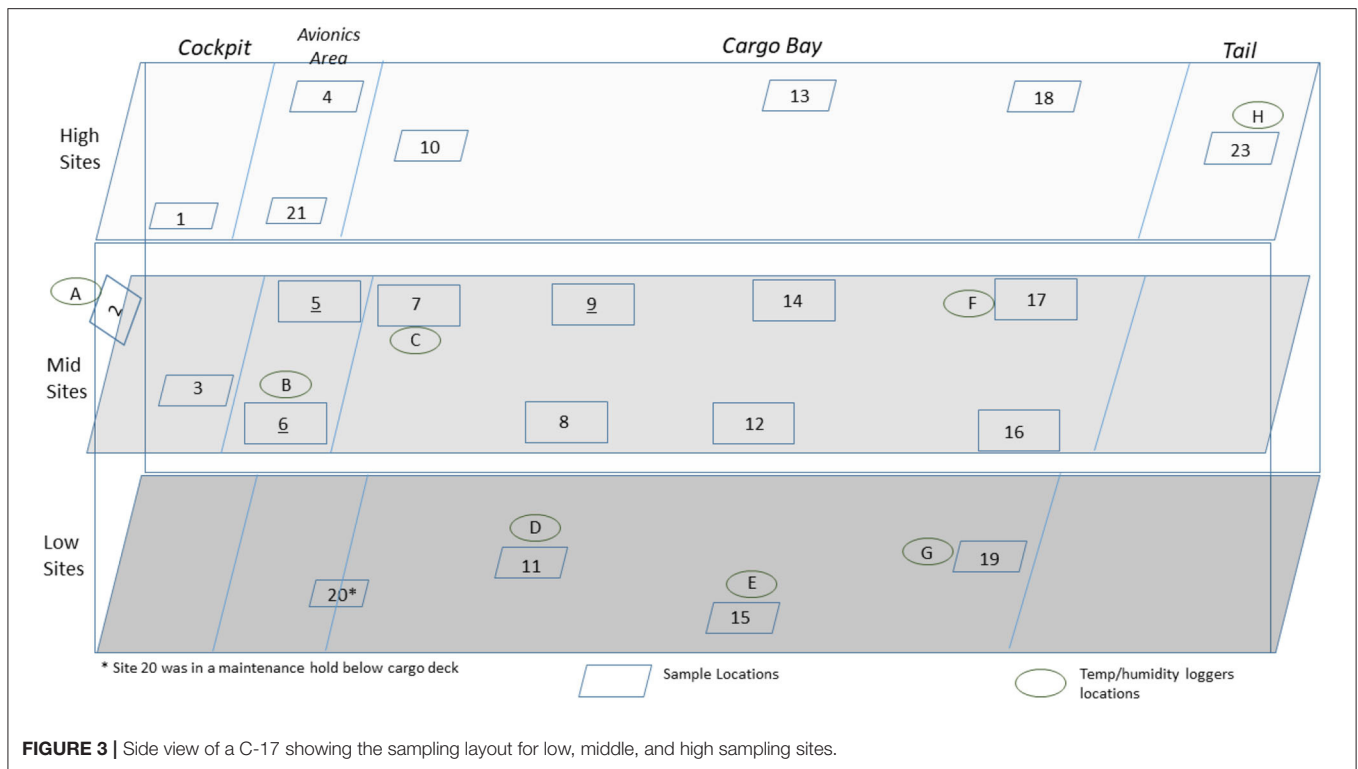 Cockpit
Avionics
Area
Cargo Bay
Tail
High
Sites
4
13
18
H
10
23
1
21
Mid
Sites
A
2
5
7
9
14
F
17
C
3
B
6
8
12
16
Low
Sites
D
11
G
19
20*
E
15
* Site 20 was in a maintenance hold below cargo deck
Sample Locations
Temp/humidity loggers
locations
FIGURE 3 | Side view of a C-17 showing the sampling layout for low, middle, and high sampling sites.